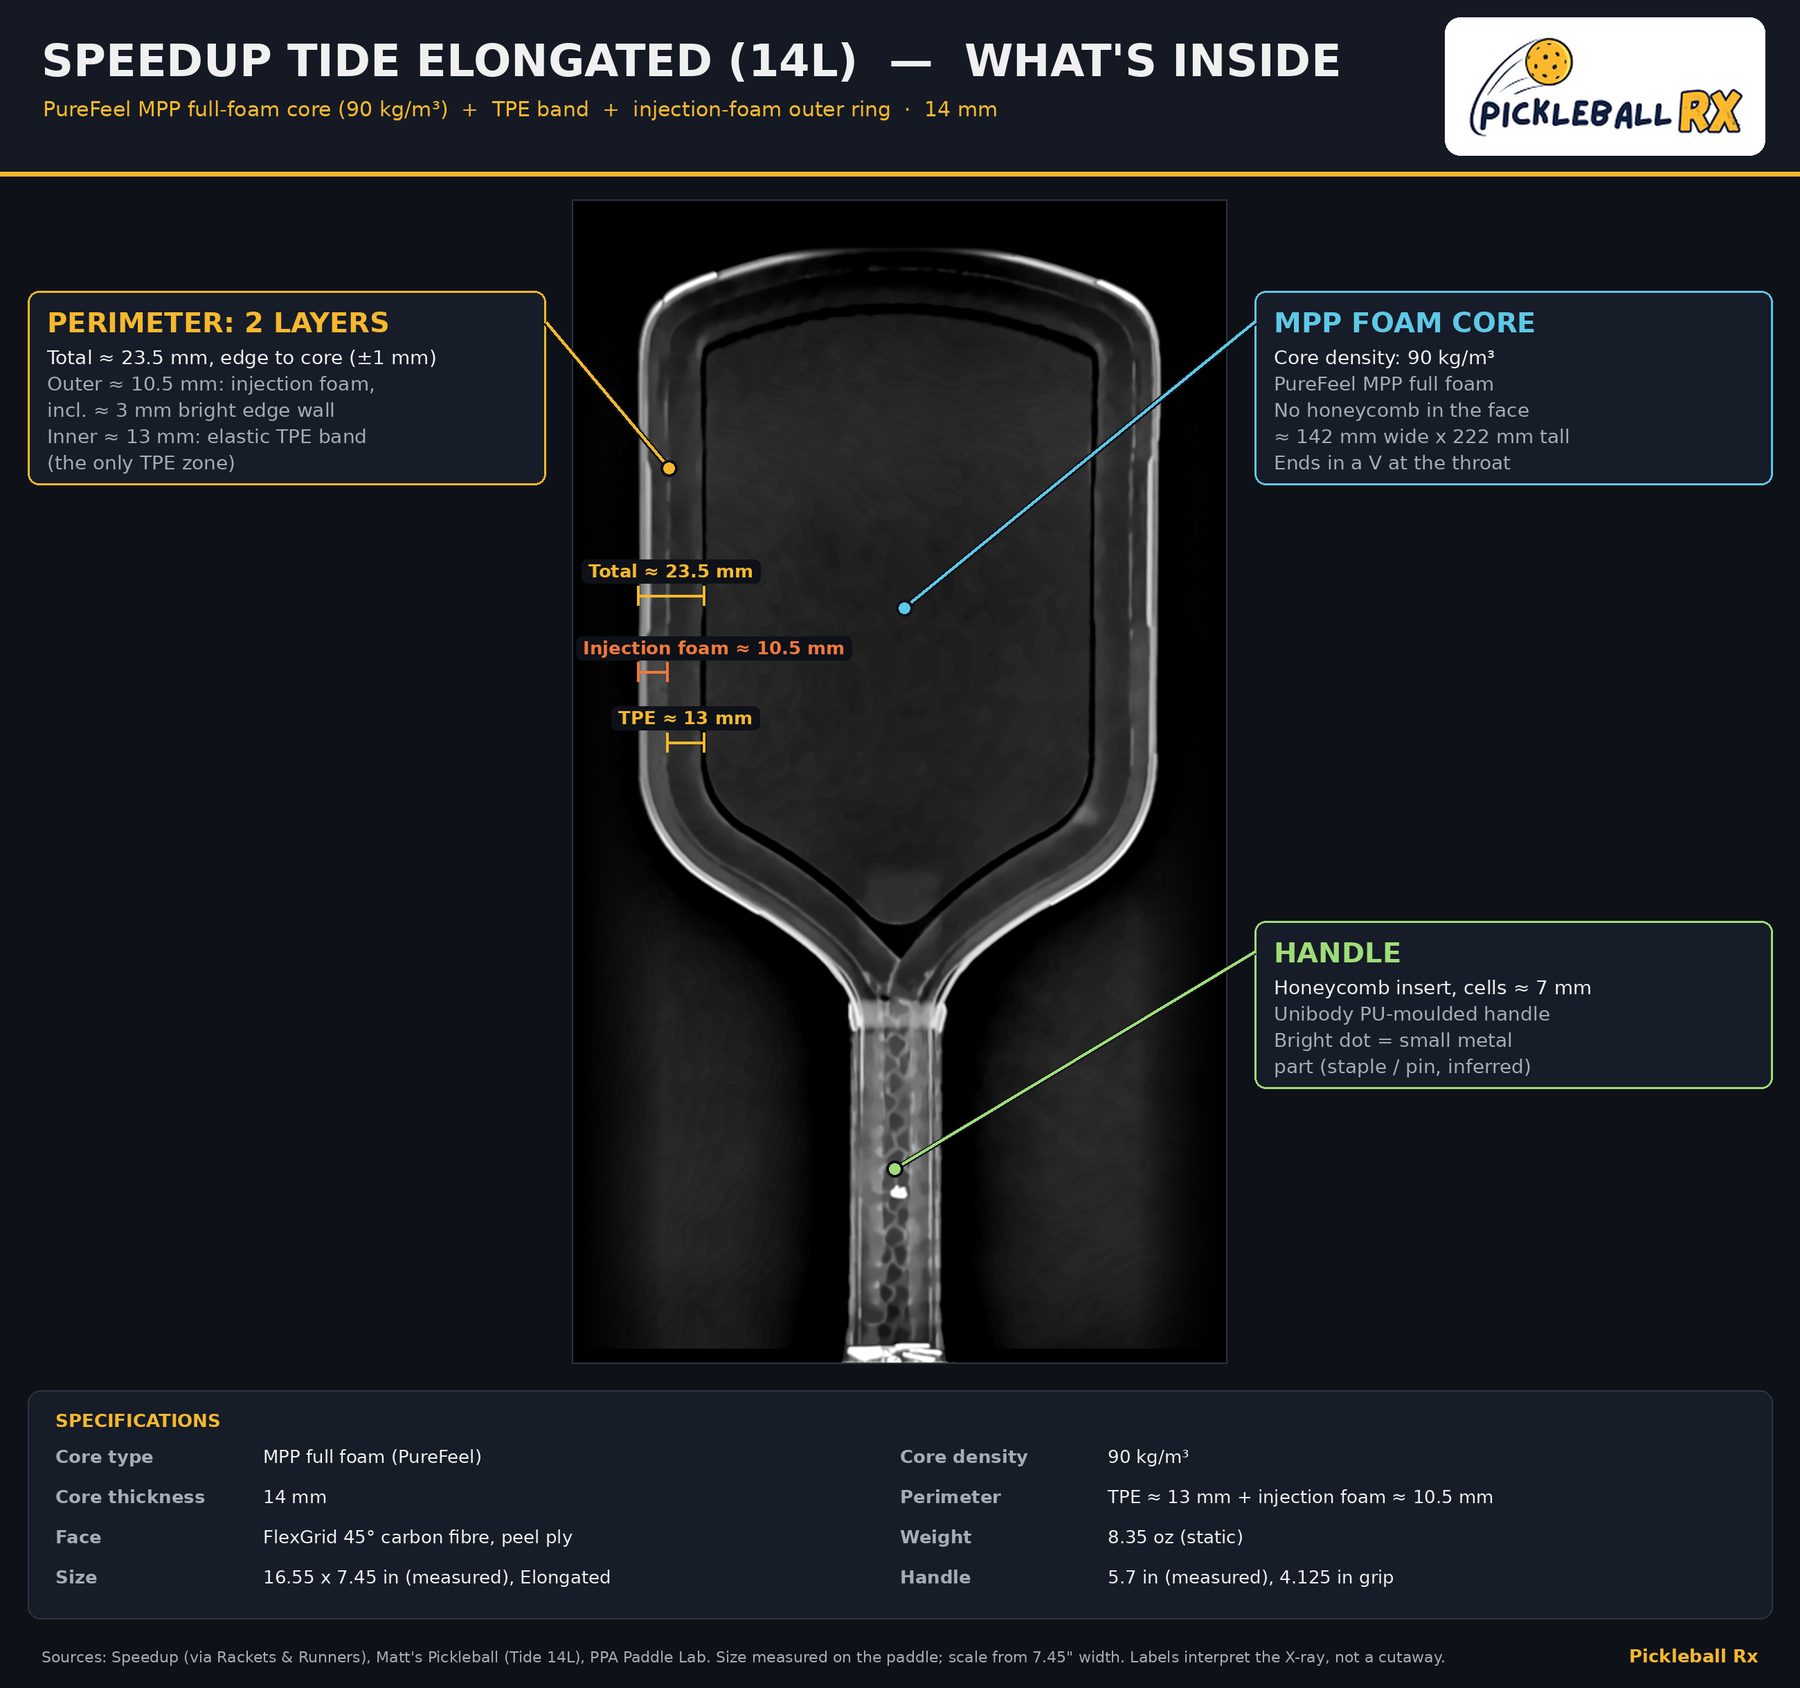 SPEEDUP TIDE ELONGATED (14L) — WHAT'S INSIDE
PureFeel MPP full-foam core (90 kg/m³) + TPE band + injection-foam outer ring · 14 mm
PICKLEBALL RX
PERIMETER: 2 LAYERS
Total ≈ 23.5 mm, edge to core (±1 mm)
Outer ≈ 10.5 mm: injection foam,
incl. ≈ 3 mm bright edge wall
Inner ≈ 13 mm: elastic TPE band
(the only TPE zone)
MPP FOAM CORE
Core density: 90 kg/m³
PureFeel MPP full foam
No honeycomb in the face
≈ 142 mm wide x 222 mm tall
Ends in a V at the throat
Total ≈ 23.5 mm
Injection foam ≈ 10.5 mm
TPE ≈ 13 mm
HANDLE
Honeycomb insert, cells ≈ 7 mm
Unibody PU-moulded handle
Bright dot = small metal
part (staple / pin, inferred)
SPECIFICATIONS
Core type MPP full foam (PureFeel) Core density 90 kg/m³
Core thickness 14 mm Perimeter TPE ≈ 13 mm + injection foam ≈ 10.5 mm
Face FlexGrid 45° carbon fibre, peel ply Weight 8.35 oz (static)
Size 16.55 x 7.45 in (measured), Elongated Handle 5.7 in (measured), 4.125 in grip
Sources: Speedup (via Rackets & Runners), Matt's Pickleball (Tide 14L), PPA Paddle Lab. Size measured on the paddle; scale from 7.45" width. Labels interpret the X-ray, not a cutaway. Pickleball Rx